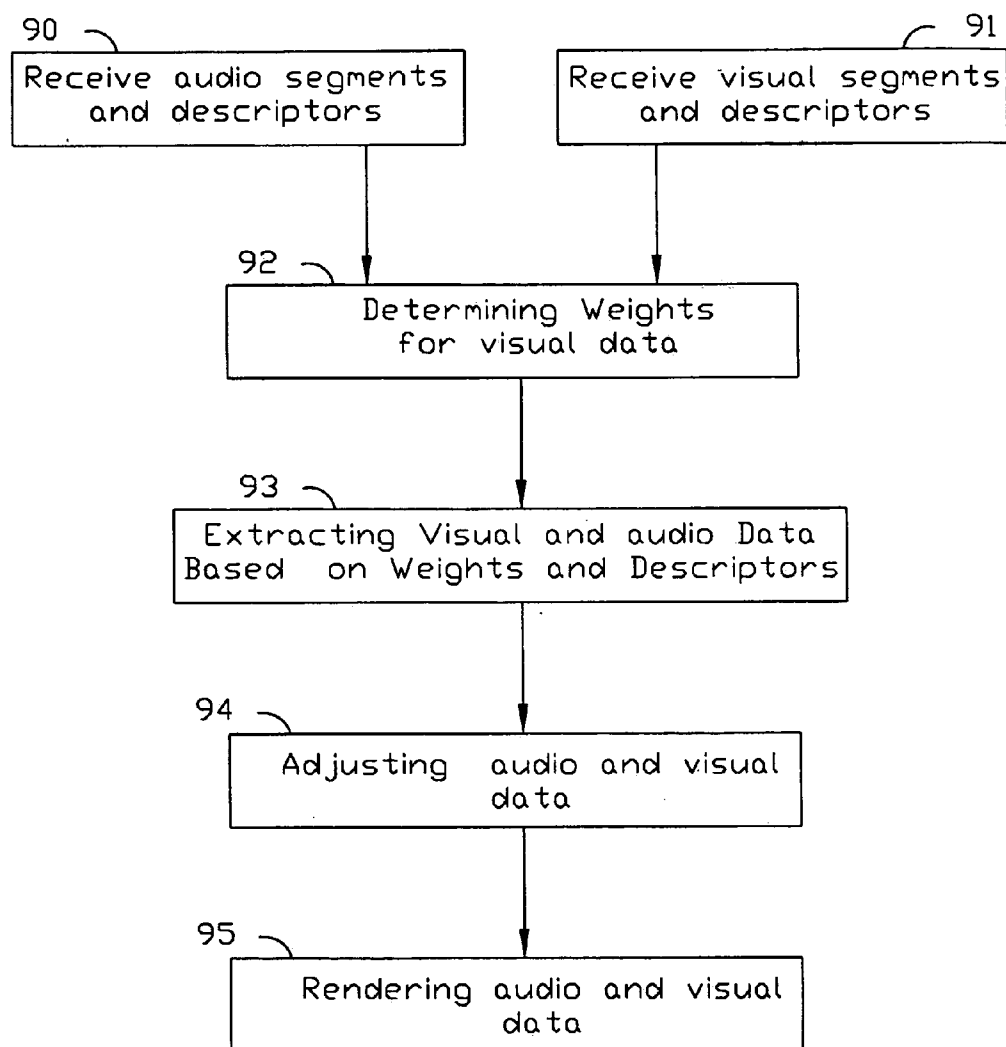 90
91
Receive audio segments
and descriptors
Receive visual segments
and descriptors
92
Determining Weights
for visual data
93
Extracting Visual and audio Data
Based on Weights and Descriptors
94
Adjusting audio and visual
data
95
Rendering audio and visual
data